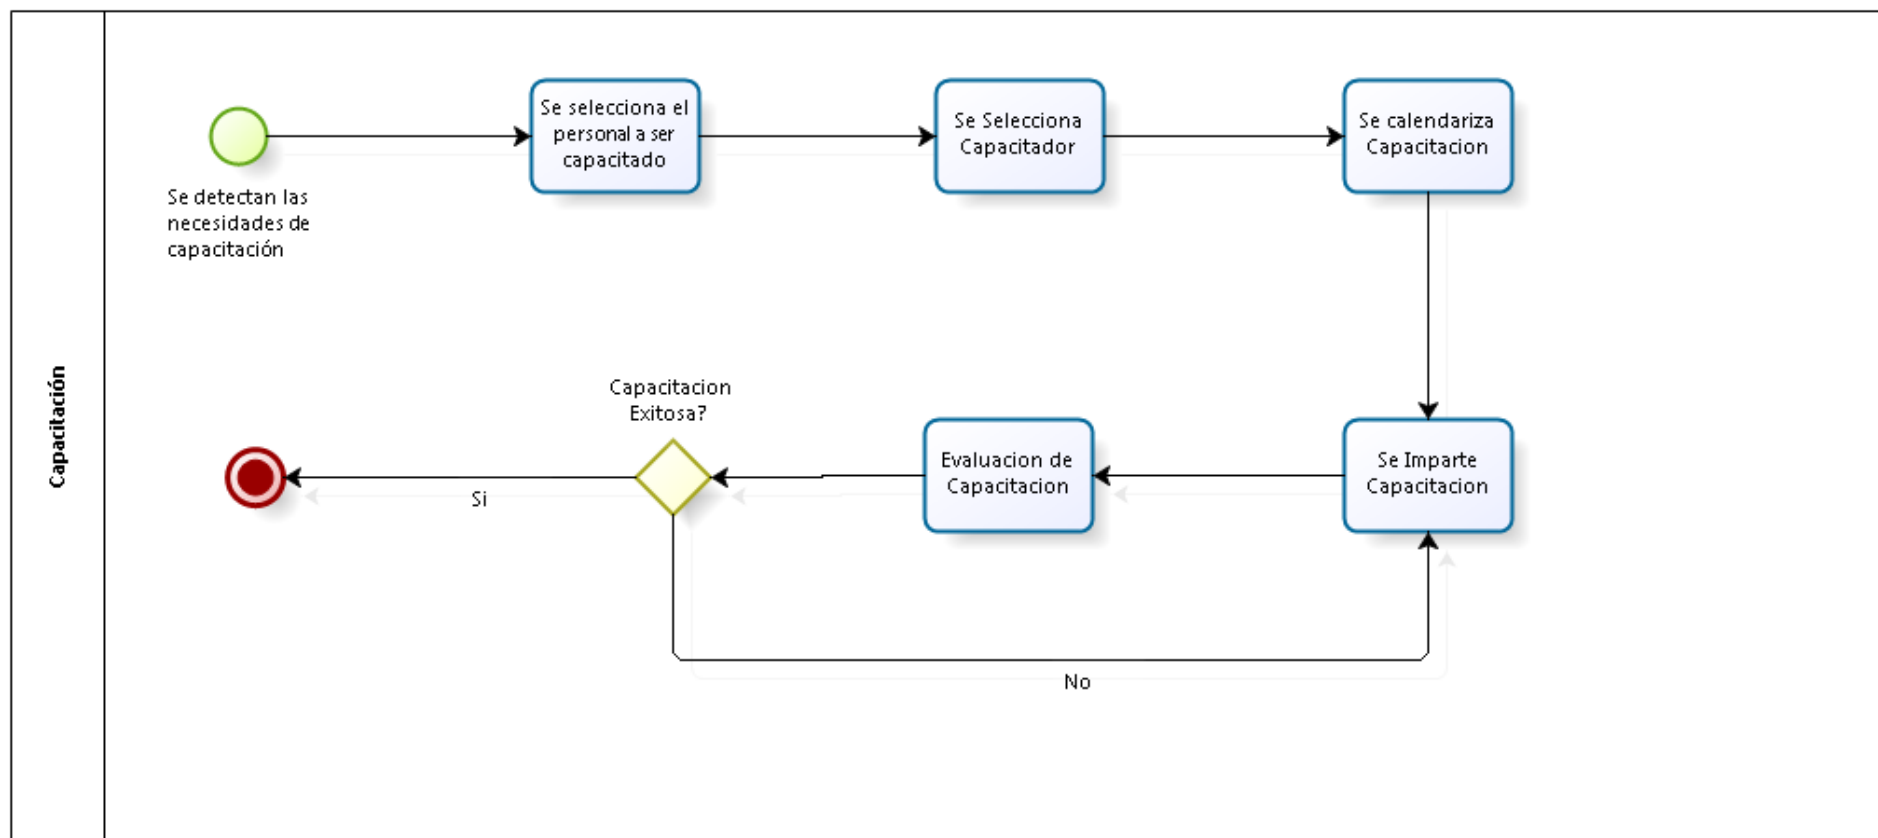 Capacitación
Se detectan las
necesidades de
capacitación
Se selecciona el
personal a ser
capacitado
Se Selecciona
Capacitador
Se calendariza
Capacitacion
Se Imparte
Capacitacion
Evaluacion de
Capacitacion
Capacitacion
Exitosa?
Si
No